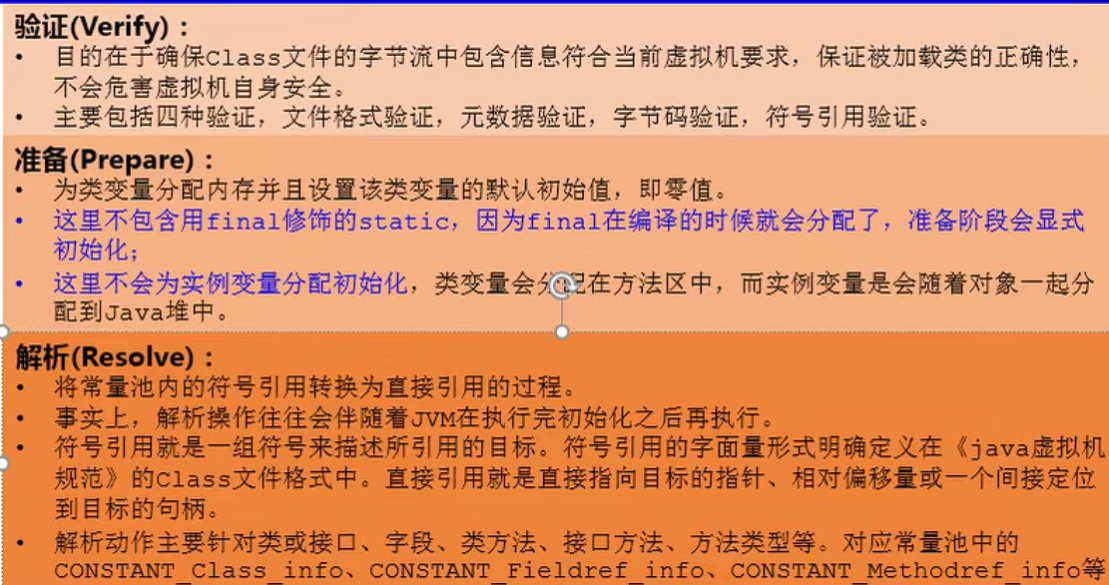 验证(Verify)：
• 目的在于确保Class文件的字节流中包含信息符合当前虚拟机要求，保证被加载类的正确性，
不会危害虚拟机自身安全。
• 主要包括四种验证，文件格式验证，元数据验证，字节码验证，符号引用验证。
准备(Prepare)：
• 为类变量分配内存并且设置该类变量的默认初始值，即零值。
• 这里不包含用final修饰的static，因为final在编译的时候就会分配了，准备阶段会显式
初始化；
• 这里不会为实例变量分配初始化，类变量会分配在方法区中，而实例变量是会随着对象一起分
配到Java堆中。
解析(Resolve)：
• 将常量池内的符号引用转换为直接引用的过程。
• 事实上，解析操作往往会伴随着JVM在执行完初始化之后再执行。
• 符号引用就是一组符号来描述所引用的目标。符号引用的字面量形式明确定义在《java虚拟机
规范》的Class文件格式中。直接引用就是直接指向目标的指针、相对偏移量或一个间接定位
到目标的句柄。
• 解析动作主要针对类或接口、字段、类方法、接口方法、方法类型等。对应常量池中的
CONSTANT_Class_info、CONSTANT_Fieldref_info、CONSTANT_Methodref_info等